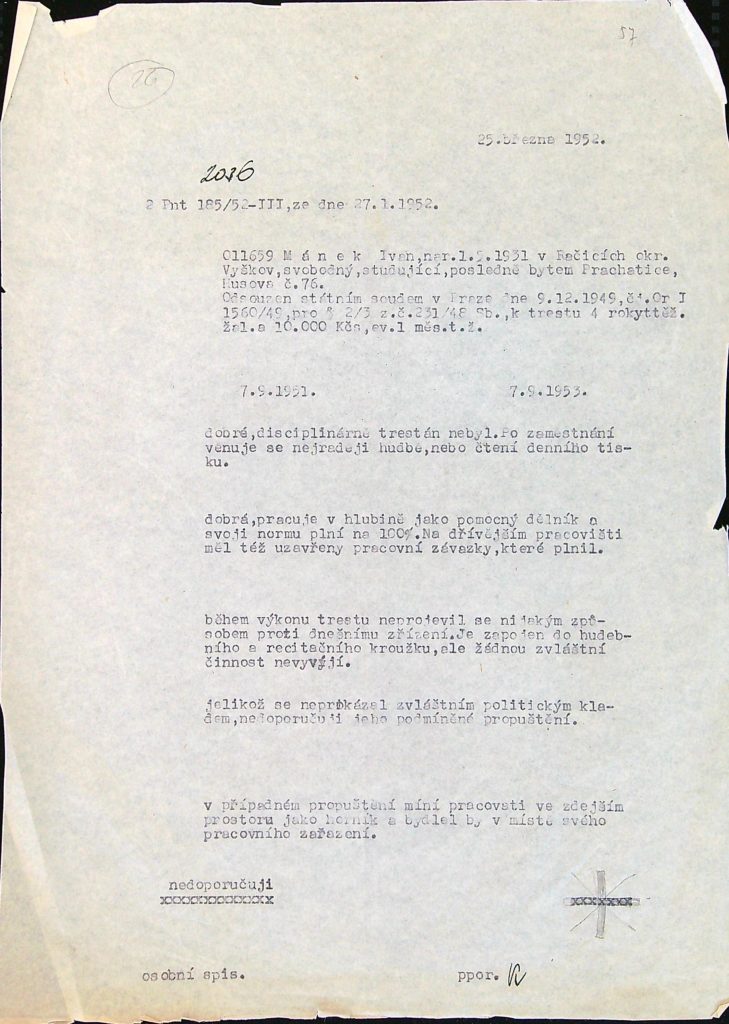 57
26
25.března 1952.
2036
2 Pnt 185/52-III,ze dne 27.1.1952.
011659 M á n e k Ivan,nar.1.5.1931 v Račicích okr.
Vyškov,svobodný,studující,posledně bytem Prachatice,
Husova č.76.
Odsouzen státním soudem v Praze dne 9.12.1949,čj.Or I
1560/49,pro § 2/3 z.č.231/48 Sb.,k trestu 4 rokyttěž.
žal.a 10.000 Kčs,ev.1 měs.t.ž.
7.9.1951. 7.9.1953.
dobré,disciplinárně trestán nebyl.Po zaměstnání
věnuje se nejraději hudbě,nebo čtení denního tis-
ku.
dobrá,pracuje v hlubině jako pomocný dělník a
svoji normu plní na 100%.Na dřívějším pracovišti
měl též uzavřeny pracovní závazky,které plnil.
během výkonu trestu neprojevil se nijakým způ-
sobem proti dnešnímu zřízení.Je zapojen do hudeb-
ního a recitačního kroužku,ale žádnou zvláštní
činnost nevyvýjí.
jelikož se neprokázal zvláštním politickým kla-
dem,nedoporučuji jeho podmíněné propuštění.
v případném propuštění míní pracovati ve zdejším
prostoru jako horník a bydlel by v místě svého
pracovního zařazení.
nedoporučuji
xxxxxxxxxxxxx xxxxxxx
osobní spis. ppor.